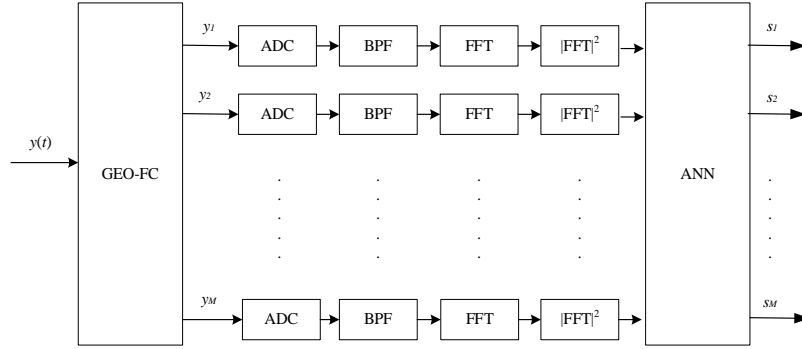 y1 ADC BPF FFT |FFT|² s1
y2 ADC BPF FFT |FFT|² s2
y(t) GEO-FC ANN
yM ADC BPF FFT |FFT|² sM